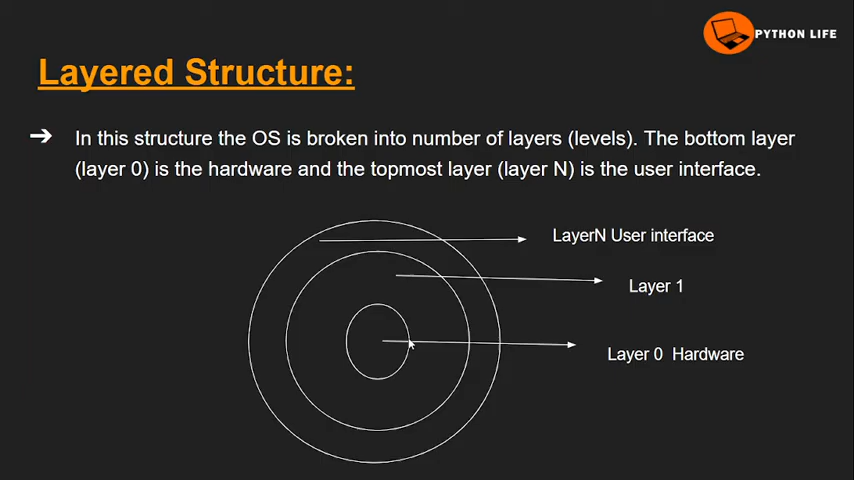 PYTHON LIFE
Layered Structure:
➔ In this structure the OS is broken into number of layers (levels). The bottom layer
(layer 0) is the hardware and the topmost layer (layer N) is the user interface.
LayerN User interface
Layer 1
Layer 0 Hardware